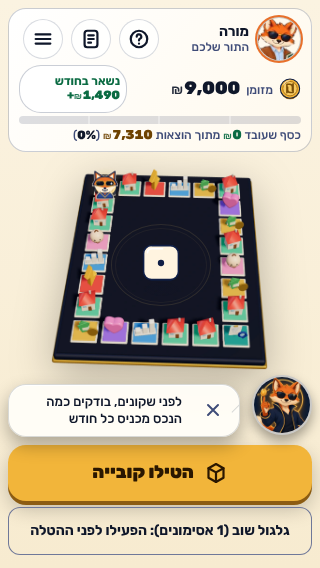 מורה
התור שלכם
מזומן 9,000 ₪
נשאר בחודש
+₪1,490
כסף שעובד ₪0 מתוך הוצאות ₪7,310 (0%)
לפני שקונים, בודקים כמה
הנכס מכניס כל חודש
הטילו קובייה
גלגול שוב (1 אסימונים): הפעילו לפני ההטלה